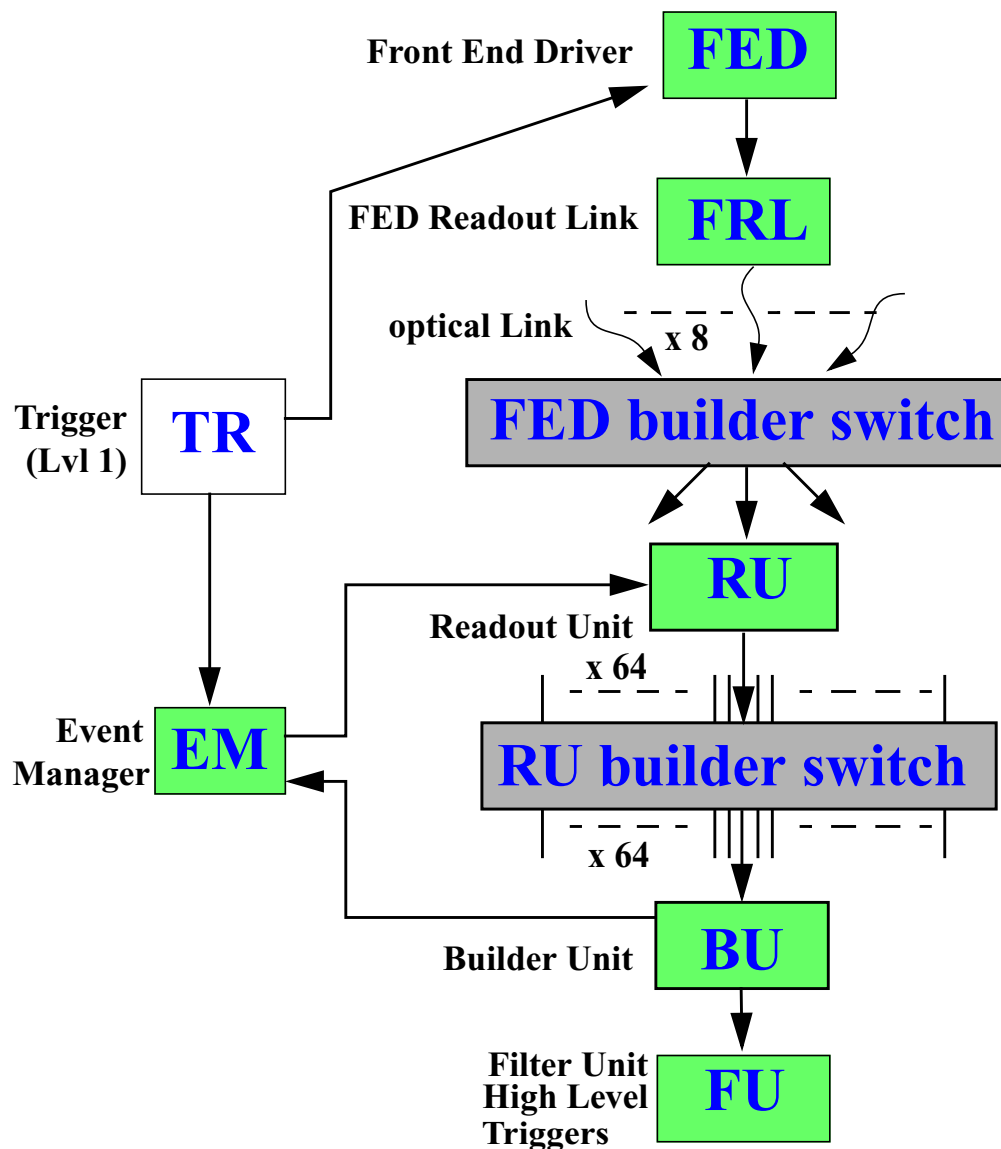 Front End Driver
FED
FED Readout Link
FRL
optical Link
x 8
Trigger
(Lvl 1)
TR
FED builder switch
RU
Readout Unit
x 64
Event
Manager
EM
RU builder switch
x 64
BU
Builder Unit
Filter Unit
High Level
Triggers
FU